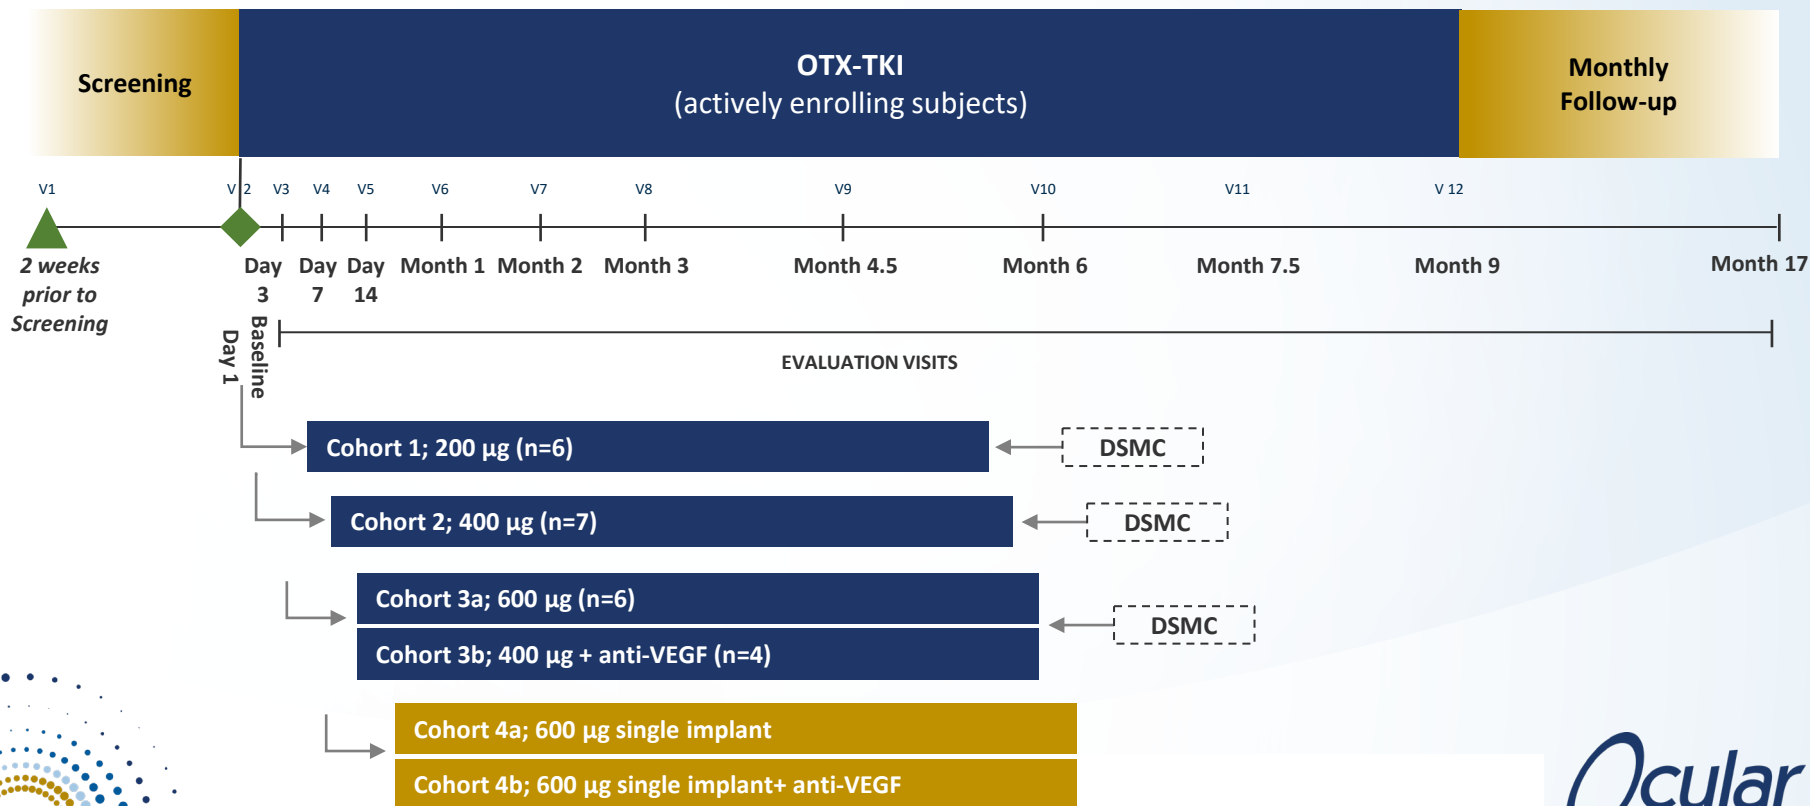 Screening
OTX-TKI
(actively enrolling subjects)
Monthly
Follow-up
V1
V 2
V3
V4
V5
V6
V7
V8
V9
V10
V11
V 12
2 weeks
prior to
Screening
Day
3
Day
7
Day
14
Month 1
Month 2
Month 3
Month 4.5
Month 6
Month 7.5
Month 9
Month 17
Day 1
Baseline
EVALUATION VISITS
Cohort 1; 200 µg (n=6)
DSMC
Cohort 2; 400 µg (n=7)
DSMC
Cohort 3a; 600 µg (n=6)
Cohort 3b; 400 µg + anti-VEGF (n=4)
DSMC
Cohort 4a; 600 µg single implant
Cohort 4b; 600 µg single implant+ anti-VEGF
Ocular